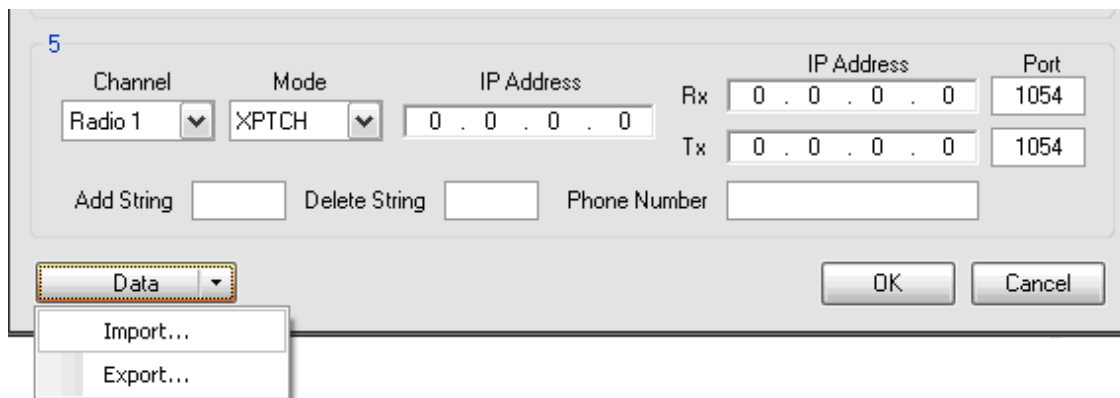 5
Channel Mode IP Address IP Address Port
Radio 1 XPTCH 0 . 0 . 0 . 0 Rx 0 . 0 . 0 . 0 1054
Tx 0 . 0 . 0 . 0 1054
Add String Delete String Phone Number
Data OK Cancel
Import...
Export...